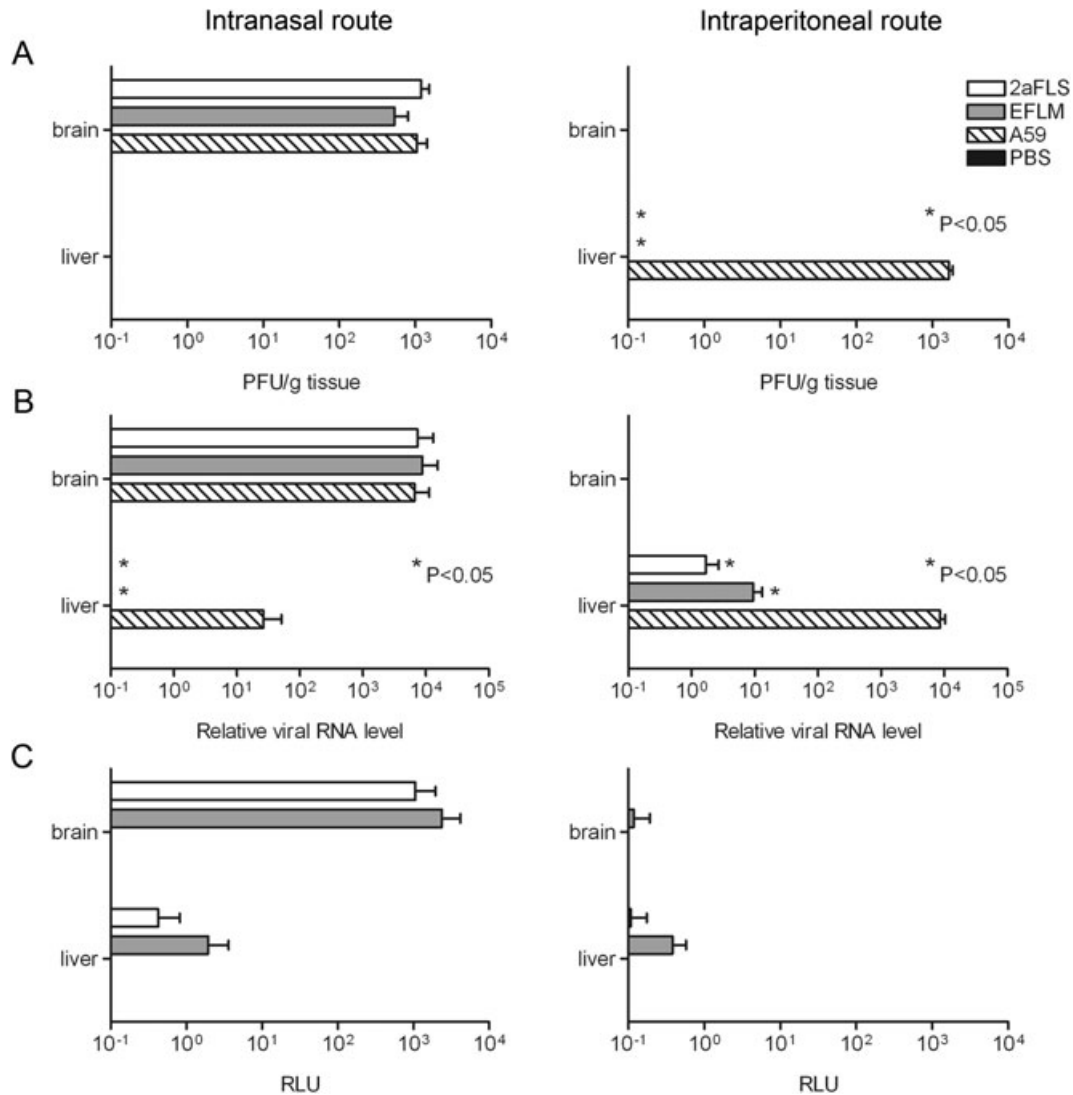 Intranasal route
Intraperitoneal route
A
2aFLS
EFLM
A59
PBS
brain
liver
10⁻¹ 10⁰ 10¹ 10² 10³ 10⁴
PFU/g tissue
brain
* * P<0.05
*
liver
10⁻¹ 10⁰ 10¹ 10² 10³ 10⁴
PFU/g tissue
B
brain
* * P<0.05
*
liver
10⁻¹ 10⁰ 10¹ 10² 10³ 10⁴ 10⁵
Relative viral RNA level
brain
* * P<0.05
*
liver
10⁻¹ 10⁰ 10¹ 10² 10³ 10⁴ 10⁵
Relative viral RNA level
C
brain
liver
10⁻¹ 10⁰ 10¹ 10² 10³ 10⁴
RLU
brain
liver
10⁻¹ 10⁰ 10¹ 10² 10³ 10⁴
RLU